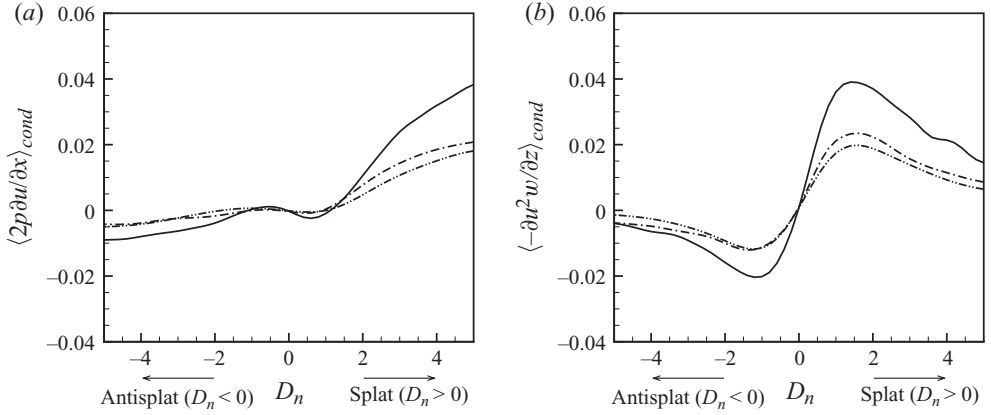 (a)
0.06
0.04
0.02
0
–0.02
–0.04
⟨2p∂u/∂x⟩cond
–4 –2 0 2 4
Antisplat (Dn < 0) Dn Splat (Dn > 0)
(b)
0.06
0.04
0.02
0
–0.02
–0.04
⟨–∂u²w/∂z⟩cond
–4 –2 0 2 4
Antisplat (Dn < 0) Dn Splat (Dn > 0)